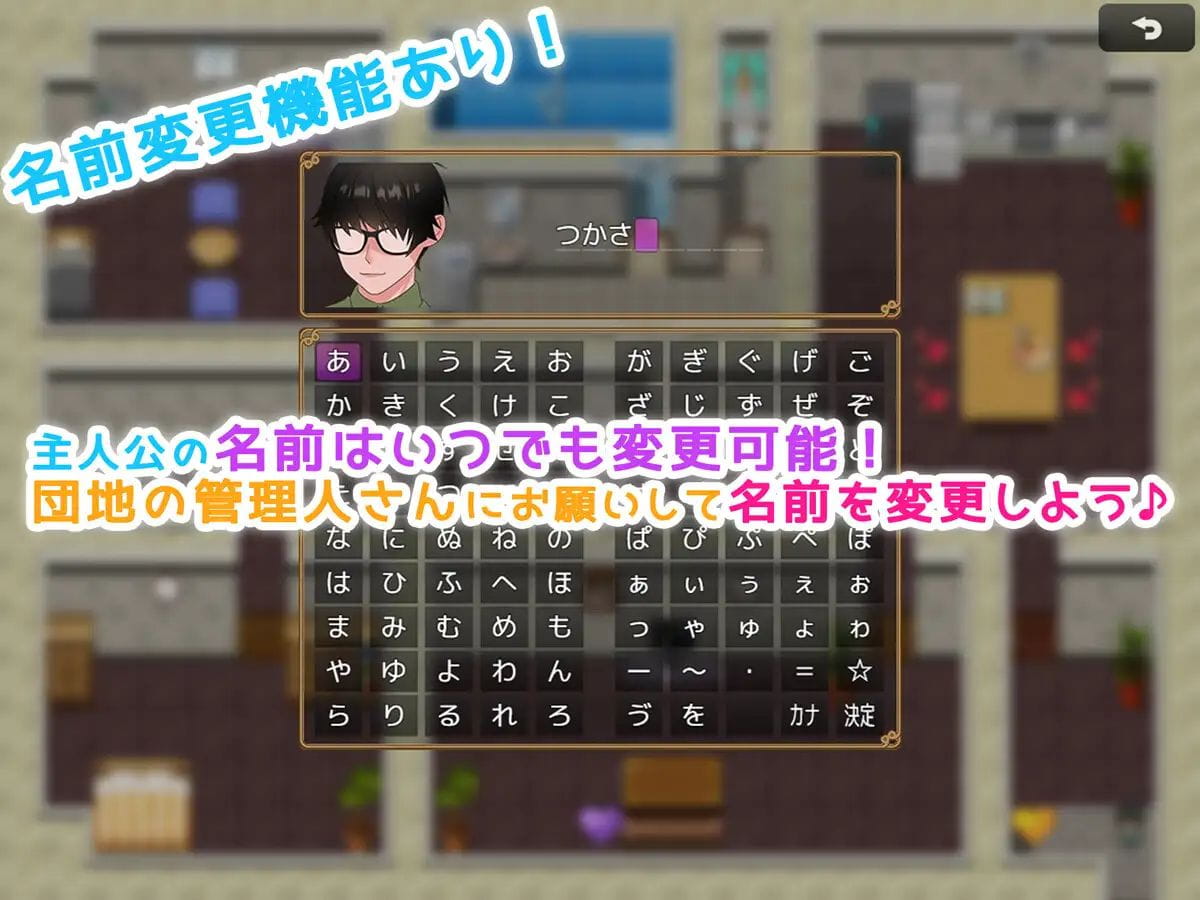 名前変更機能あり！
つかさ
あ い う え お が ぎ ぐ げ ご
か き く け こ ざ じ ず ぜ ぞ
主人公の名前はいつでも変更可能！
団地の管理人さんにお願いして名前を変更しよう♪
な に ぬ ね の ぱ ぴ ぷ ぺ ぽ
は ひ ふ へ ほ ぁ ぃ ぅ ぇ ぉ
ま み む め も っ ゃ ゅ ょ ゎ
や ゆ よ わ ん ー ～ ・ ＝ ☆
ら り る れ ろ ゔ を カナ 決定